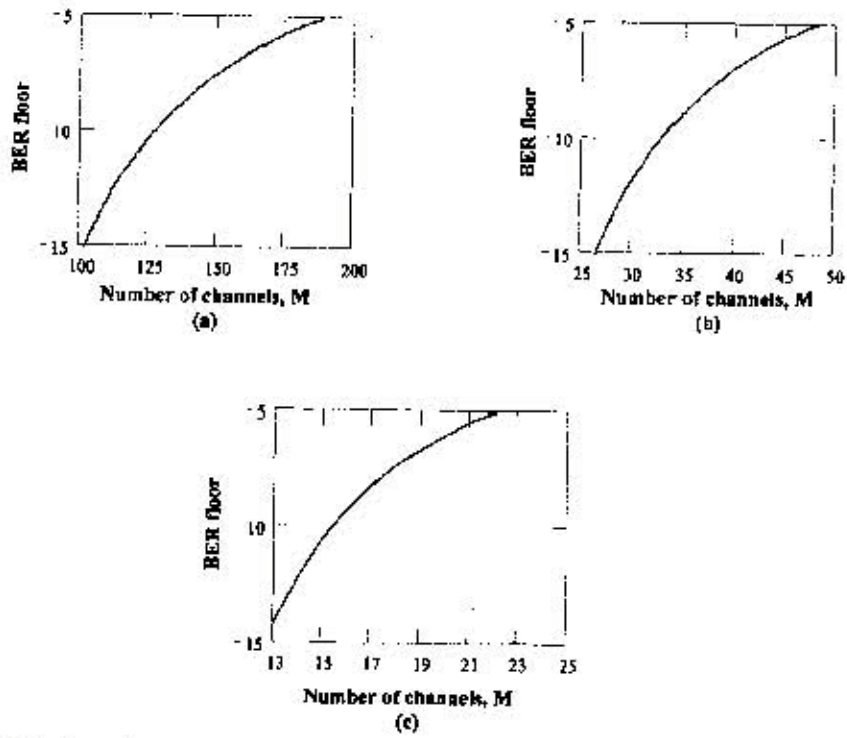 −5
BER floor
10
−15
100 125 150 175 200
Number of channels, M
(a)
−5
BER floor
−10
−15
25 30 35 40 45 50
Number of channels, M
(b)
−5
BER floor
−10
−15
13 15 17 19 21 23 25
Number of channels, M
(c)